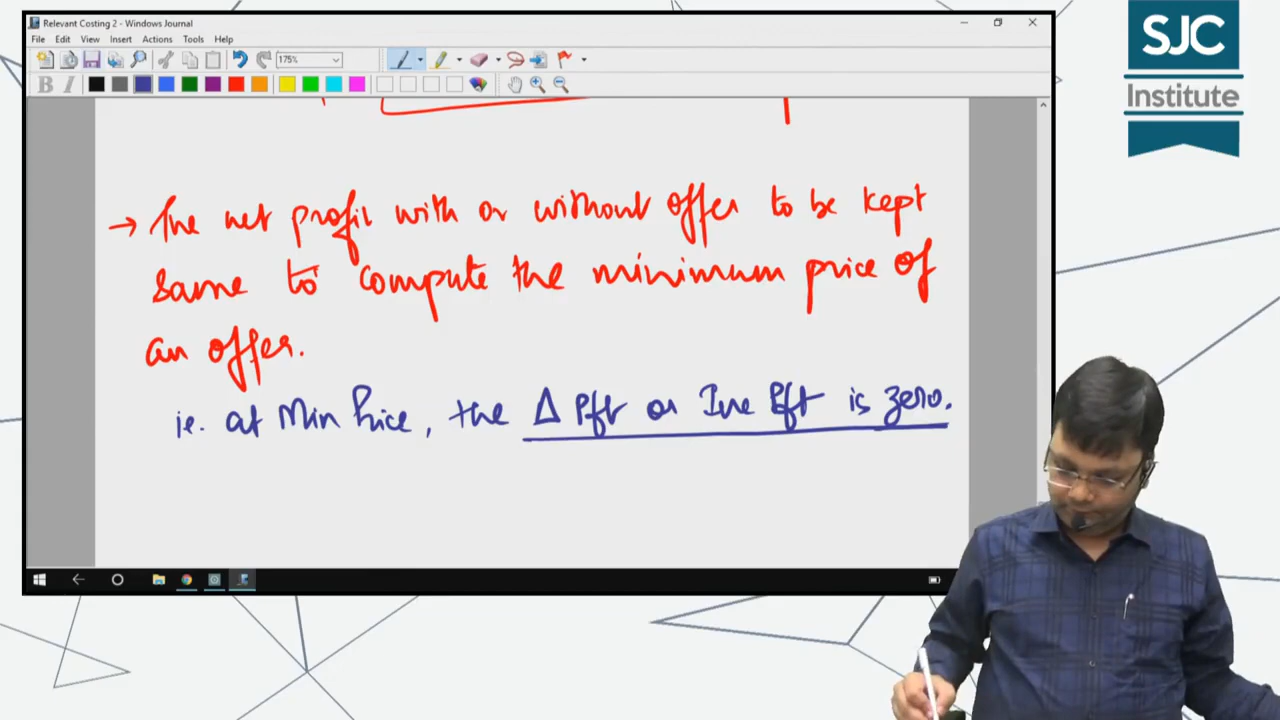 Relevant Costing 2 - Windows Journal
File Edit View Insert Actions Tools Help
175%
B I
SJC
Institute
→ The net profit with or without offer to be kept
same to compute the minimum price of
an offer.
ie. at Min Price, the Δ Pft or Inc Pft is zero.